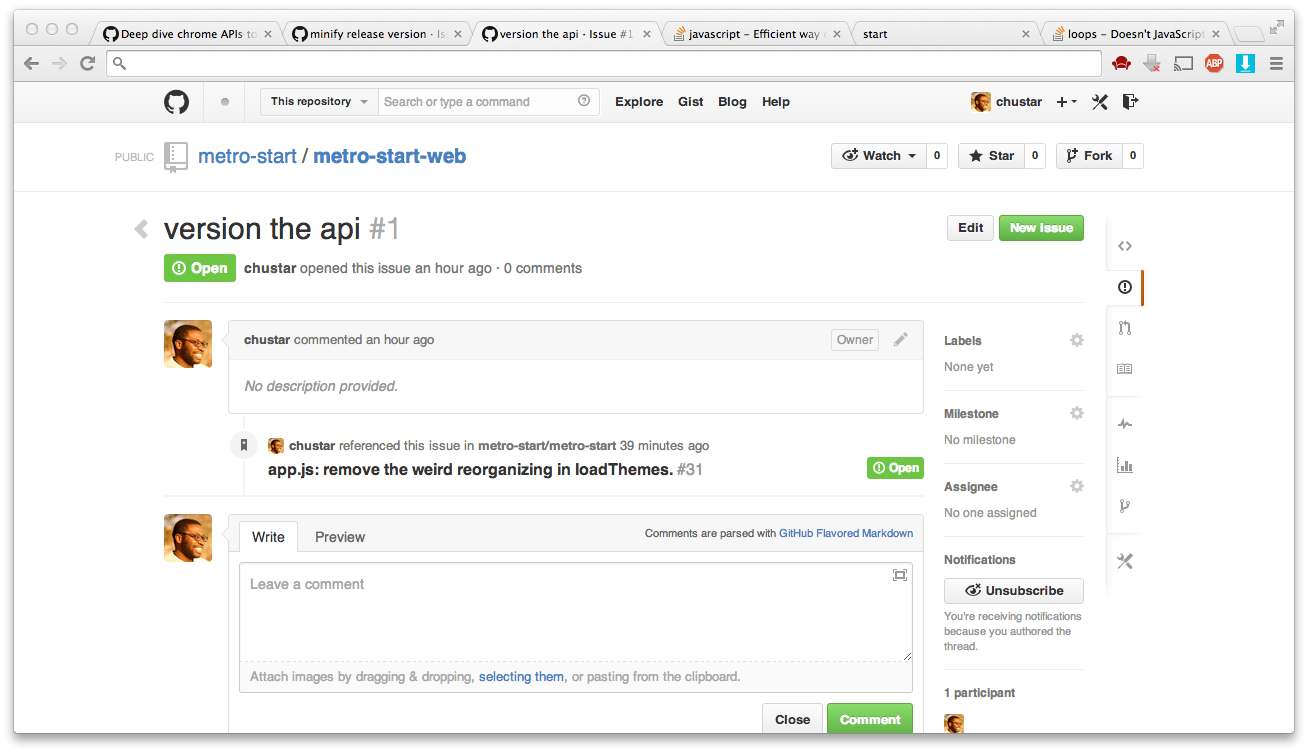 Deep dive chrome APIs to
minify release version · Is
version the api · Issue #1
javascript - Efficient way
start
loops - Doesn't JavaScript
ABP
This repository
Search or type a command
Explore Gist Blog Help
chustar
PUBLIC metro-start / metro-start-web
Watch 0 Star 0 Fork 0
version the api #1
Edit New Issue
Open chustar opened this issue an hour ago · 0 comments
chustar commented an hour ago Owner
No description provided.
chustar referenced this issue in metro-start/metro-start 39 minutes ago
app.js: remove the weird reorganizing in loadThemes. #31 Open
Write Preview Comments are parsed with GitHub Flavored Markdown
Leave a comment
Attach images by dragging & dropping, selecting them, or pasting from the clipboard.
Close Comment
Labels
None yet
Milestone
No milestone
Assignee
No one assigned
Notifications
Unsubscribe
You're receiving notifications
because you authored the
thread.
1 participant